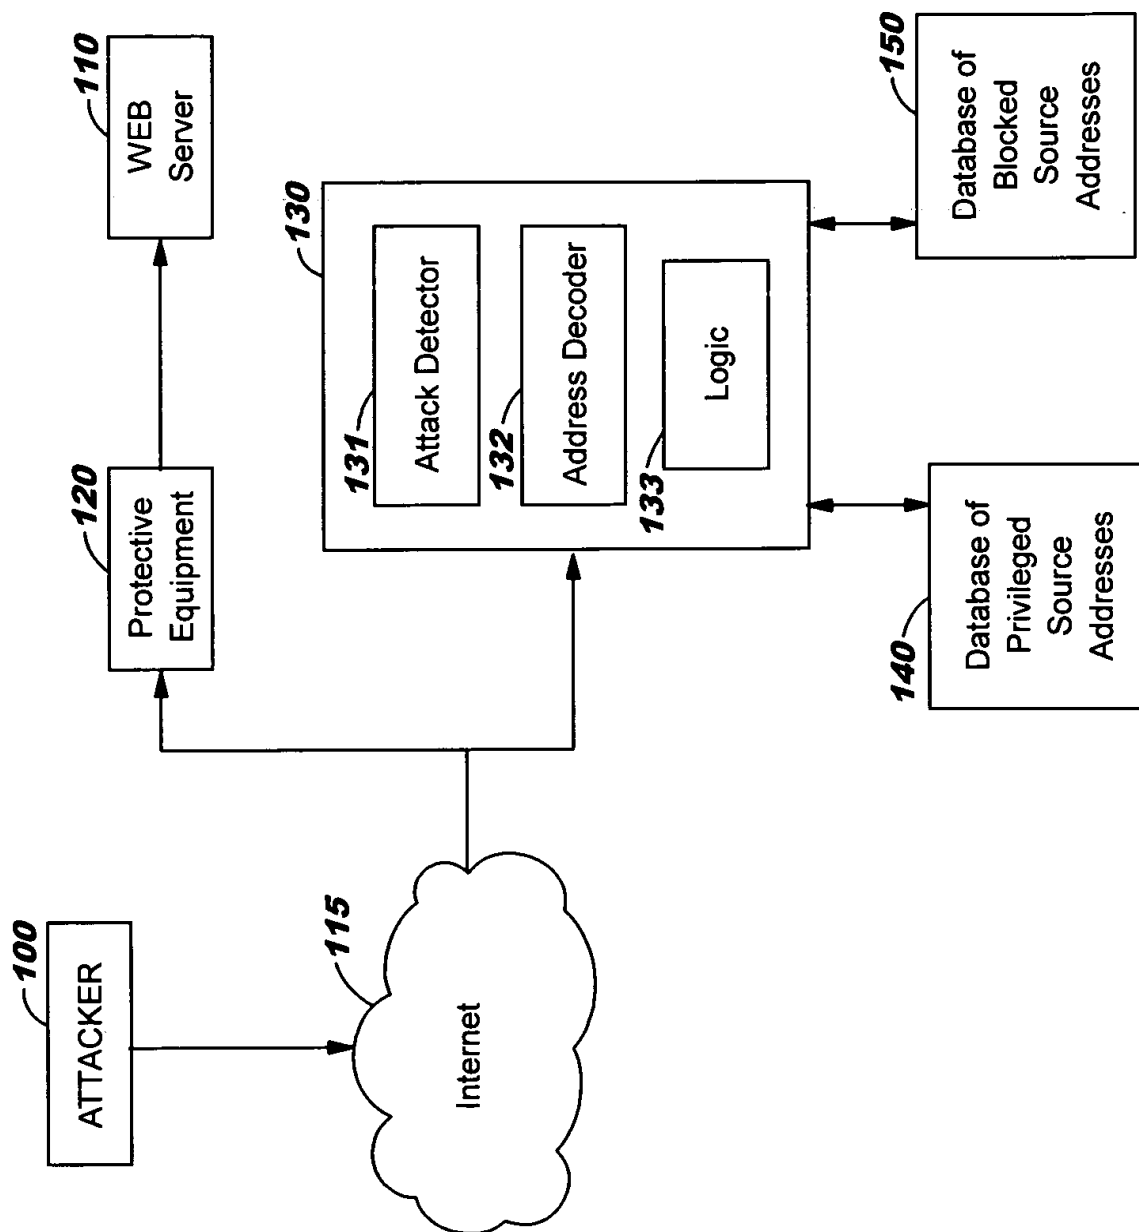 100
ATTACKER
115
Internet
120
Protective
Equipment
110
WEB
Server
130
131
Attack Detector
132
Address Decoder
133
Logic
140
Database of
Privileged
Source
Addresses
150
Database of
Blocked
Source
Addresses